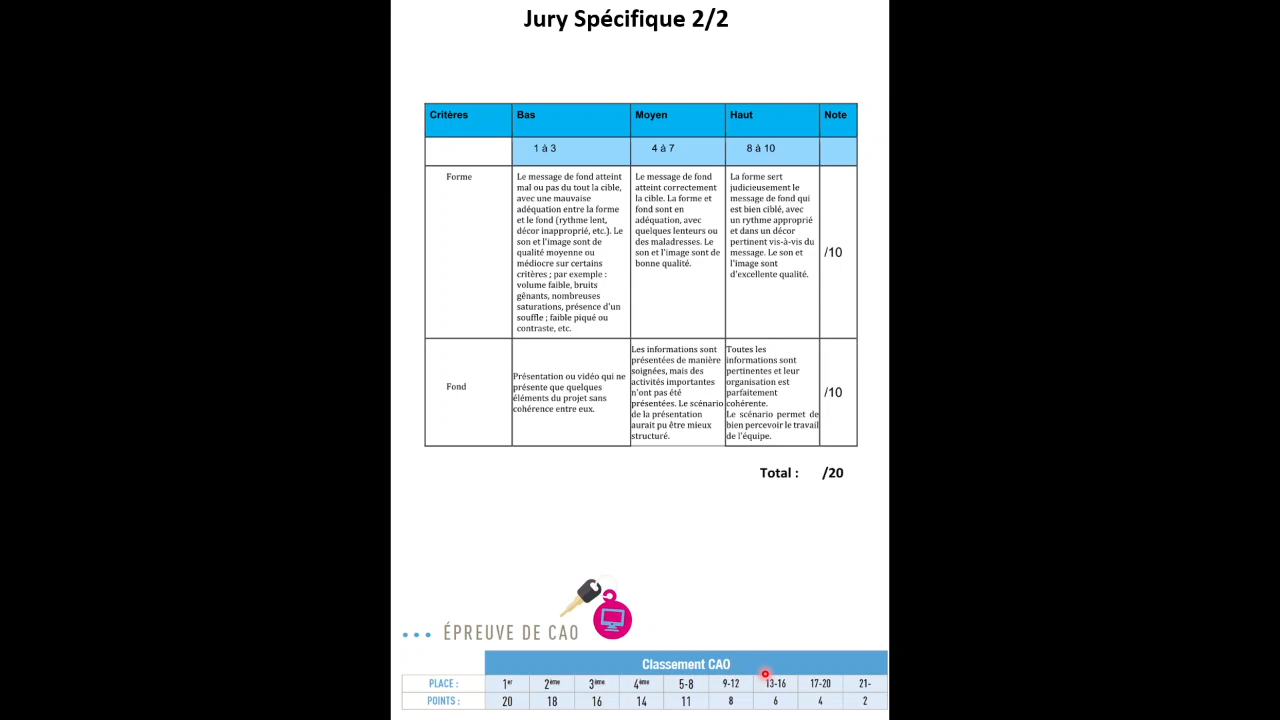 Jury Spécifique 2/2
Critères Bas Moyen Haut Note
1 à 3 4 à 7 8 à 10
Forme
Le message de fond atteint
mal ou pas du tout la cible,
avec une mauvaise
adéquation entre la forme
et le fond (rythme lent,
décor inapproprié, etc.). Le
son et l'image sont de
qualité moyenne ou
médiocre sur certains
critères ; par exemple :
volume faible, bruits
gênants, nombreuses
saturations, présence d'un
souffle ; faible piqué ou
contraste, etc.
Le message de fond
atteint correctement
la cible. La forme et
fond sont en
adéquation, avec
quelques lenteurs ou
des maladresses. Le
son et l'image sont de
bonne qualité.
La forme sert
judicieusement le
message de fond qui
est bien ciblé, avec
un rythme approprié
et dans un décor
pertinent vis-à-vis du
message. Le son et
l'image sont
d'excellente qualité.
/10
Fond
Présentation ou vidéo qui ne
présente que quelques
éléments du projet sans
cohérence entre eux.
Les informations sont
présentées de manière
soignées, mais des
activités importantes
n'ont pas été
présentées. Le scénario
de la présentation
aurait pu être mieux
structuré.
Toutes les
informations sont
pertinentes et leur
organisation est
parfaitement
cohérente.
Le scénario permet de
bien percevoir le travail
de l'équipe.
/10
Total : /20
... ÉPREUVE DE CAO
Classement CAO
PLACE : 1er 2ème 3ème 4ème 5-8 9-12 13-16 17-20 21-
POINTS : 20 18 16 14 11 8 6 4 2